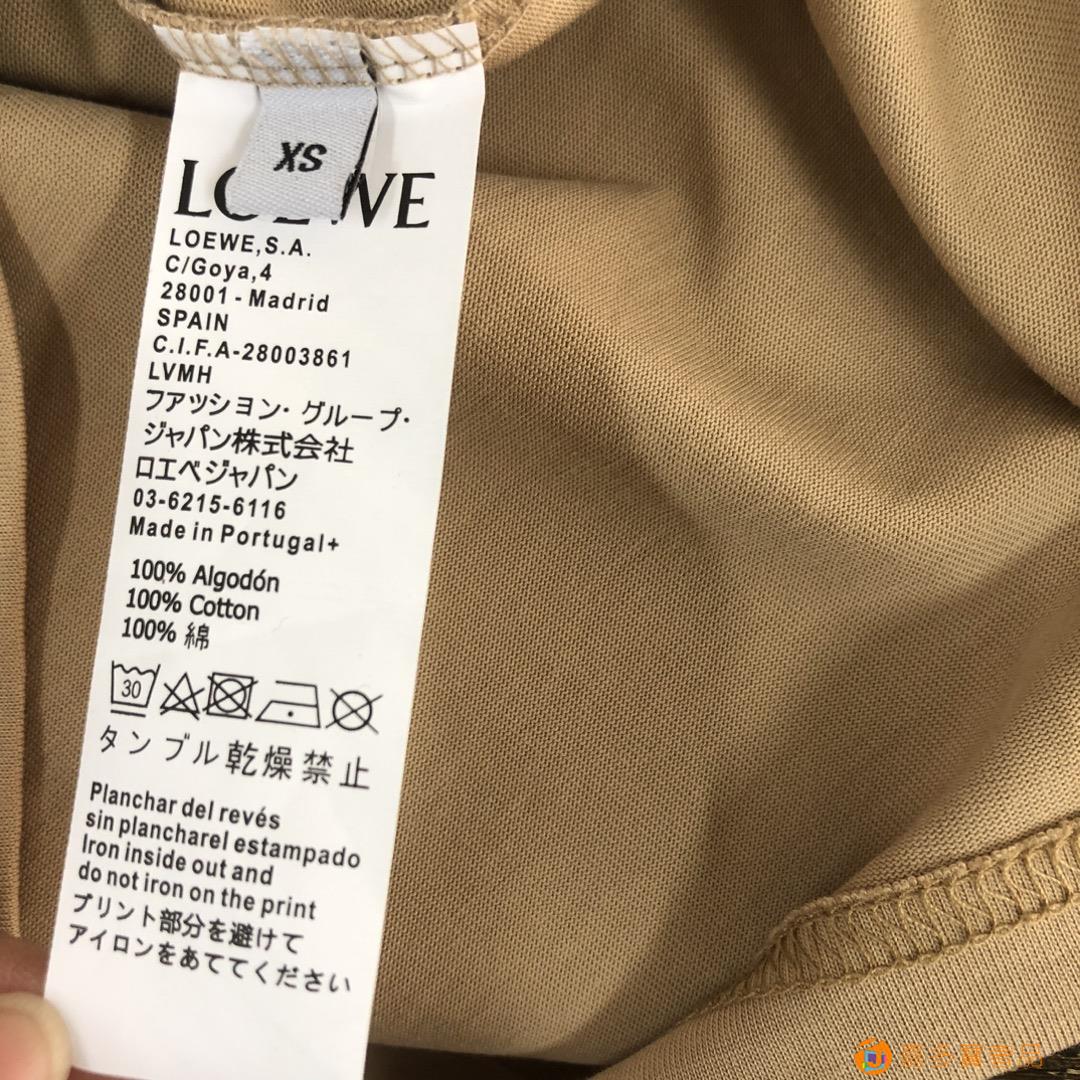 XS
LOEWE
LOEWE,S.A.
C/Goya,4
28001 - Madrid
SPAIN
C.I.F.A-28003861
LVMH
ファッション・グループ・
ジャパン株式会社
ロエベジャパン
03-6215-6116
Made in Portugal+
100% Algodón
100% Cotton
100% 綿
30
タンブル乾燥禁止
Planchar del revés
sin plancharel estampado
Iron inside out and
do not iron on the print
プリント部分を避けて
アイロンをあててください